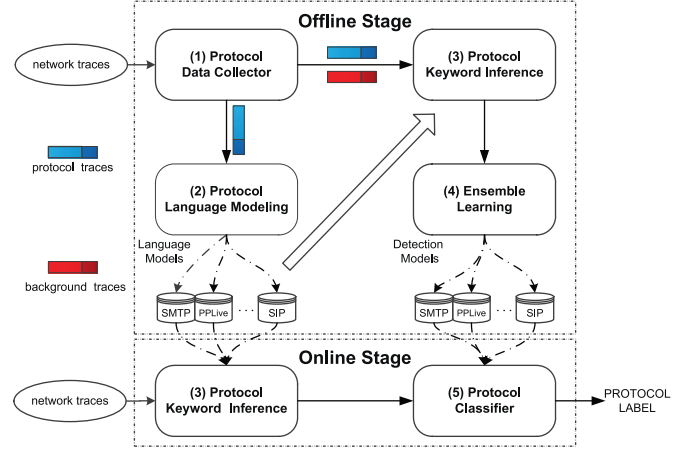 Offline Stage
network traces
(1) Protocol
Data Collector
(3) Protocol
Keyword Inference
protocol traces
(2) Protocol
Language Modeling
(4) Ensemble
Learning
Language
Models
Detection
Models
background traces
SMTP
PPLive
...
SIP
SMTP
PPLive
...
SIP
Online Stage
network traces
(3) Protocol
Keyword Inference
(5) Protocol
Classifier
PROTOCOL
LABEL